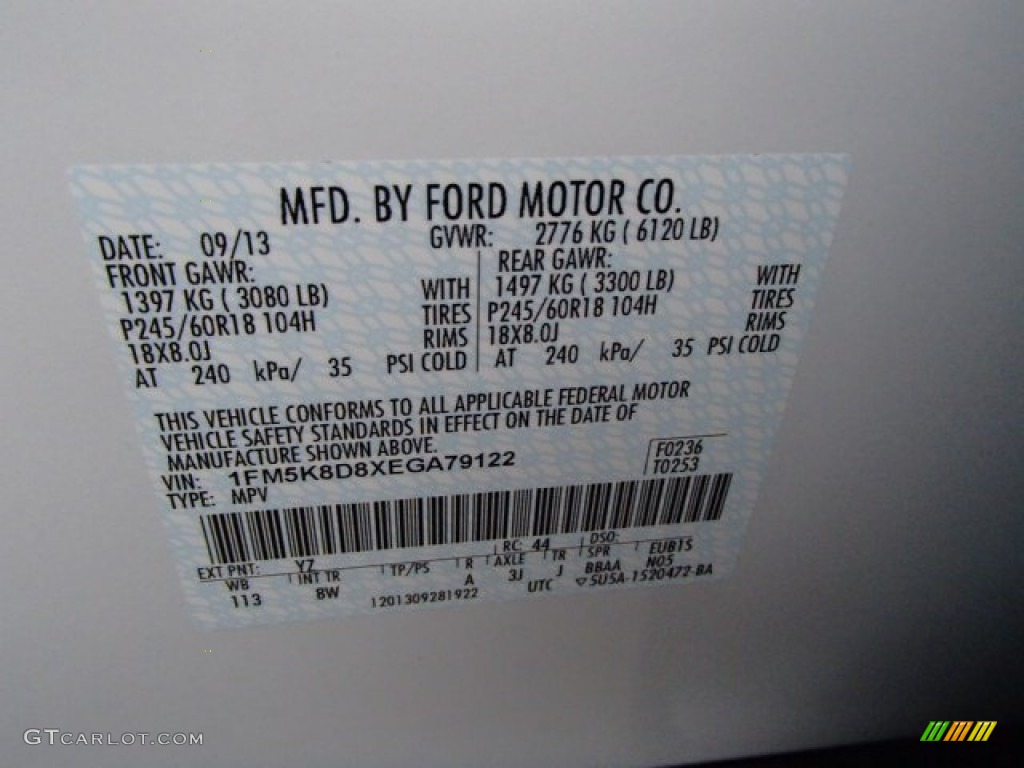 MFD. BY FORD MOTOR CO.
DATE: 09/13 GVWR: 2776 KG ( 6120 LB)
FRONT GAWR: REAR GAWR:
1397 KG ( 3080 LB) WITH 1497 KG ( 3300 LB) WITH
P245/60R18 104H TIRES P245/60R18 104H TIRES
18X8.0J RIMS 18X8.0J RIMS
AT 240 kPa/ 35 PSI COLD AT 240 kPa/ 35 PSI COLD
THIS VEHICLE CONFORMS TO ALL APPLICABLE FEDERAL MOTOR
VEHICLE SAFETY STANDARDS IN EFFECT ON THE DATE OF
MANUFACTURE SHOWN ABOVE.
VIN: 1FM5K8D8XEGA79122 F0236
TYPE: MPV T0253
EXT PNT: YZ RC: 44 DSO:
WB INT TR TP/PS R AXLE TR SPR EUB1S
113 8W A 3J J BBAA N05
1201309281922 UTC ▽5U5A-1520472-BA
GTCARLOT.COM